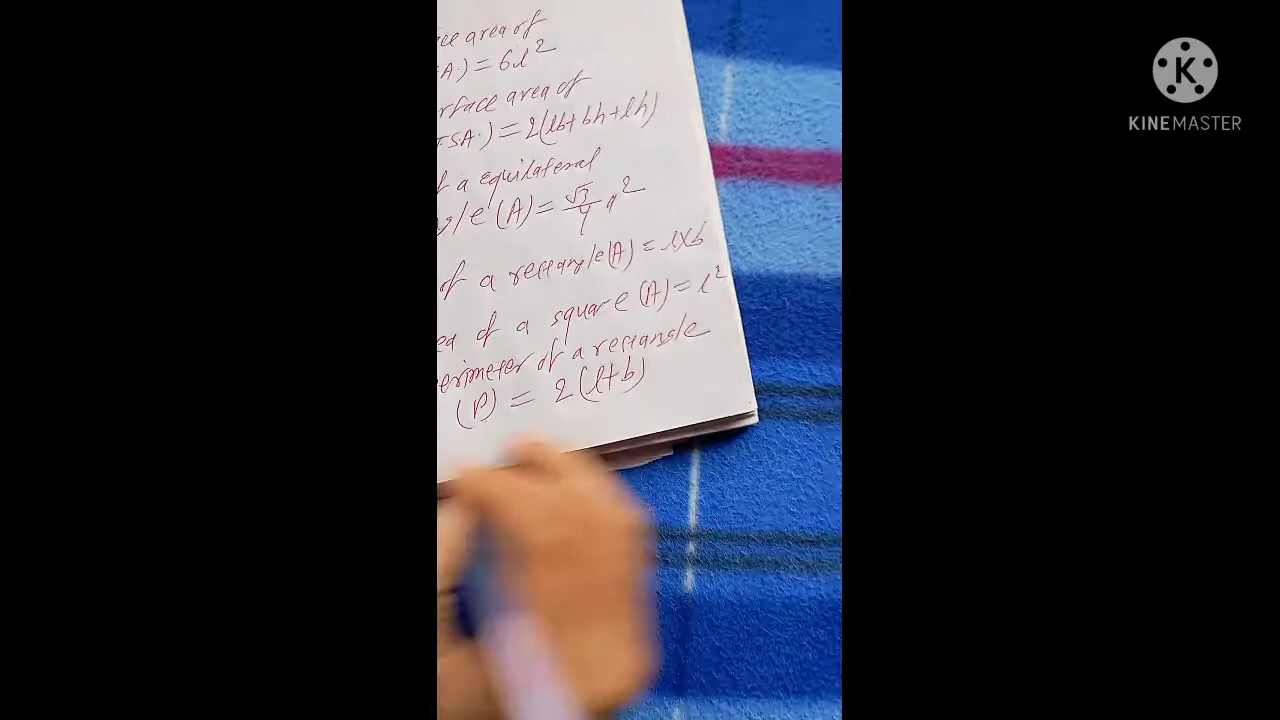 ce area of
A.) = 6l²
rface area of
T.S.A.) = 2(lb+bh+lh)
f a equilateral
gle (A) = √3/4 a²
of a rectangle (A) = l×b
ea of a square (A) = l²
erimeter of a rectangle
(P) = 2(l+b)
K
KINEMASTER